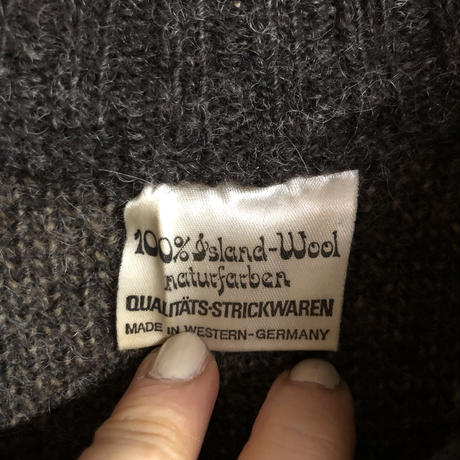 100% Island-Wool
naturfarben
QUALITÄTS-STRICKWAREN
MADE IN WESTERN-GERMANY